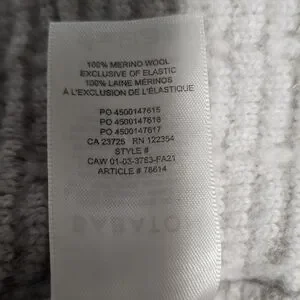 100% MERINO WOOL
EXCLUSIVE OF ELASTIC
100% LAINE MÉRINOS
À L'EXCLUSION DE L'ÉLASTIQUE
PO 4500147615
PO 4500147616
PO 4500147617
CA 23725 RN 122354
STYLE #
CAW 01-03-3763-FA21
ARTICLE # 78614